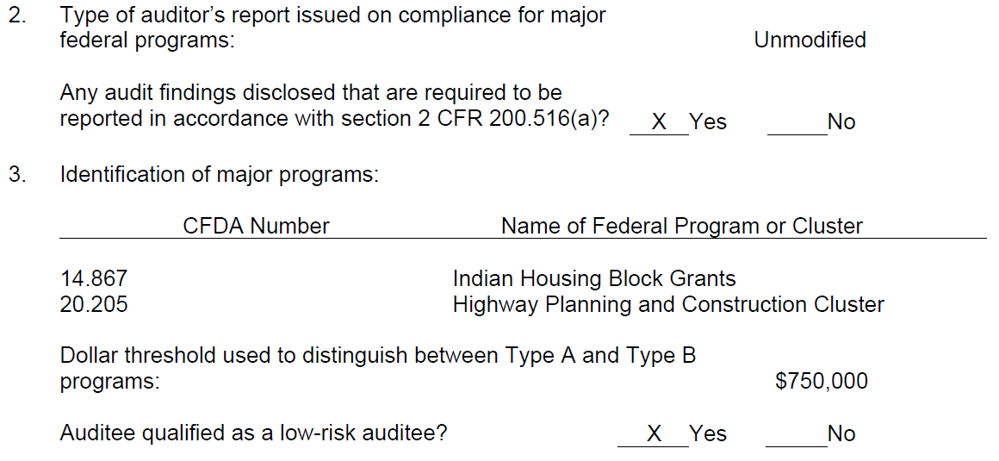 2. Type of auditor’s report issued on compliance for major
federal programs: Unmodified
Any audit findings disclosed that are required to be
reported in accordance with section 2 CFR 200.516(a)? X Yes No
3. Identification of major programs:
CFDA Number Name of Federal Program or Cluster
14.867 Indian Housing Block Grants
20.205 Highway Planning and Construction Cluster
Dollar threshold used to distinguish between Type A and Type B
programs: $750,000
Auditee qualified as a low-risk auditee? X Yes No